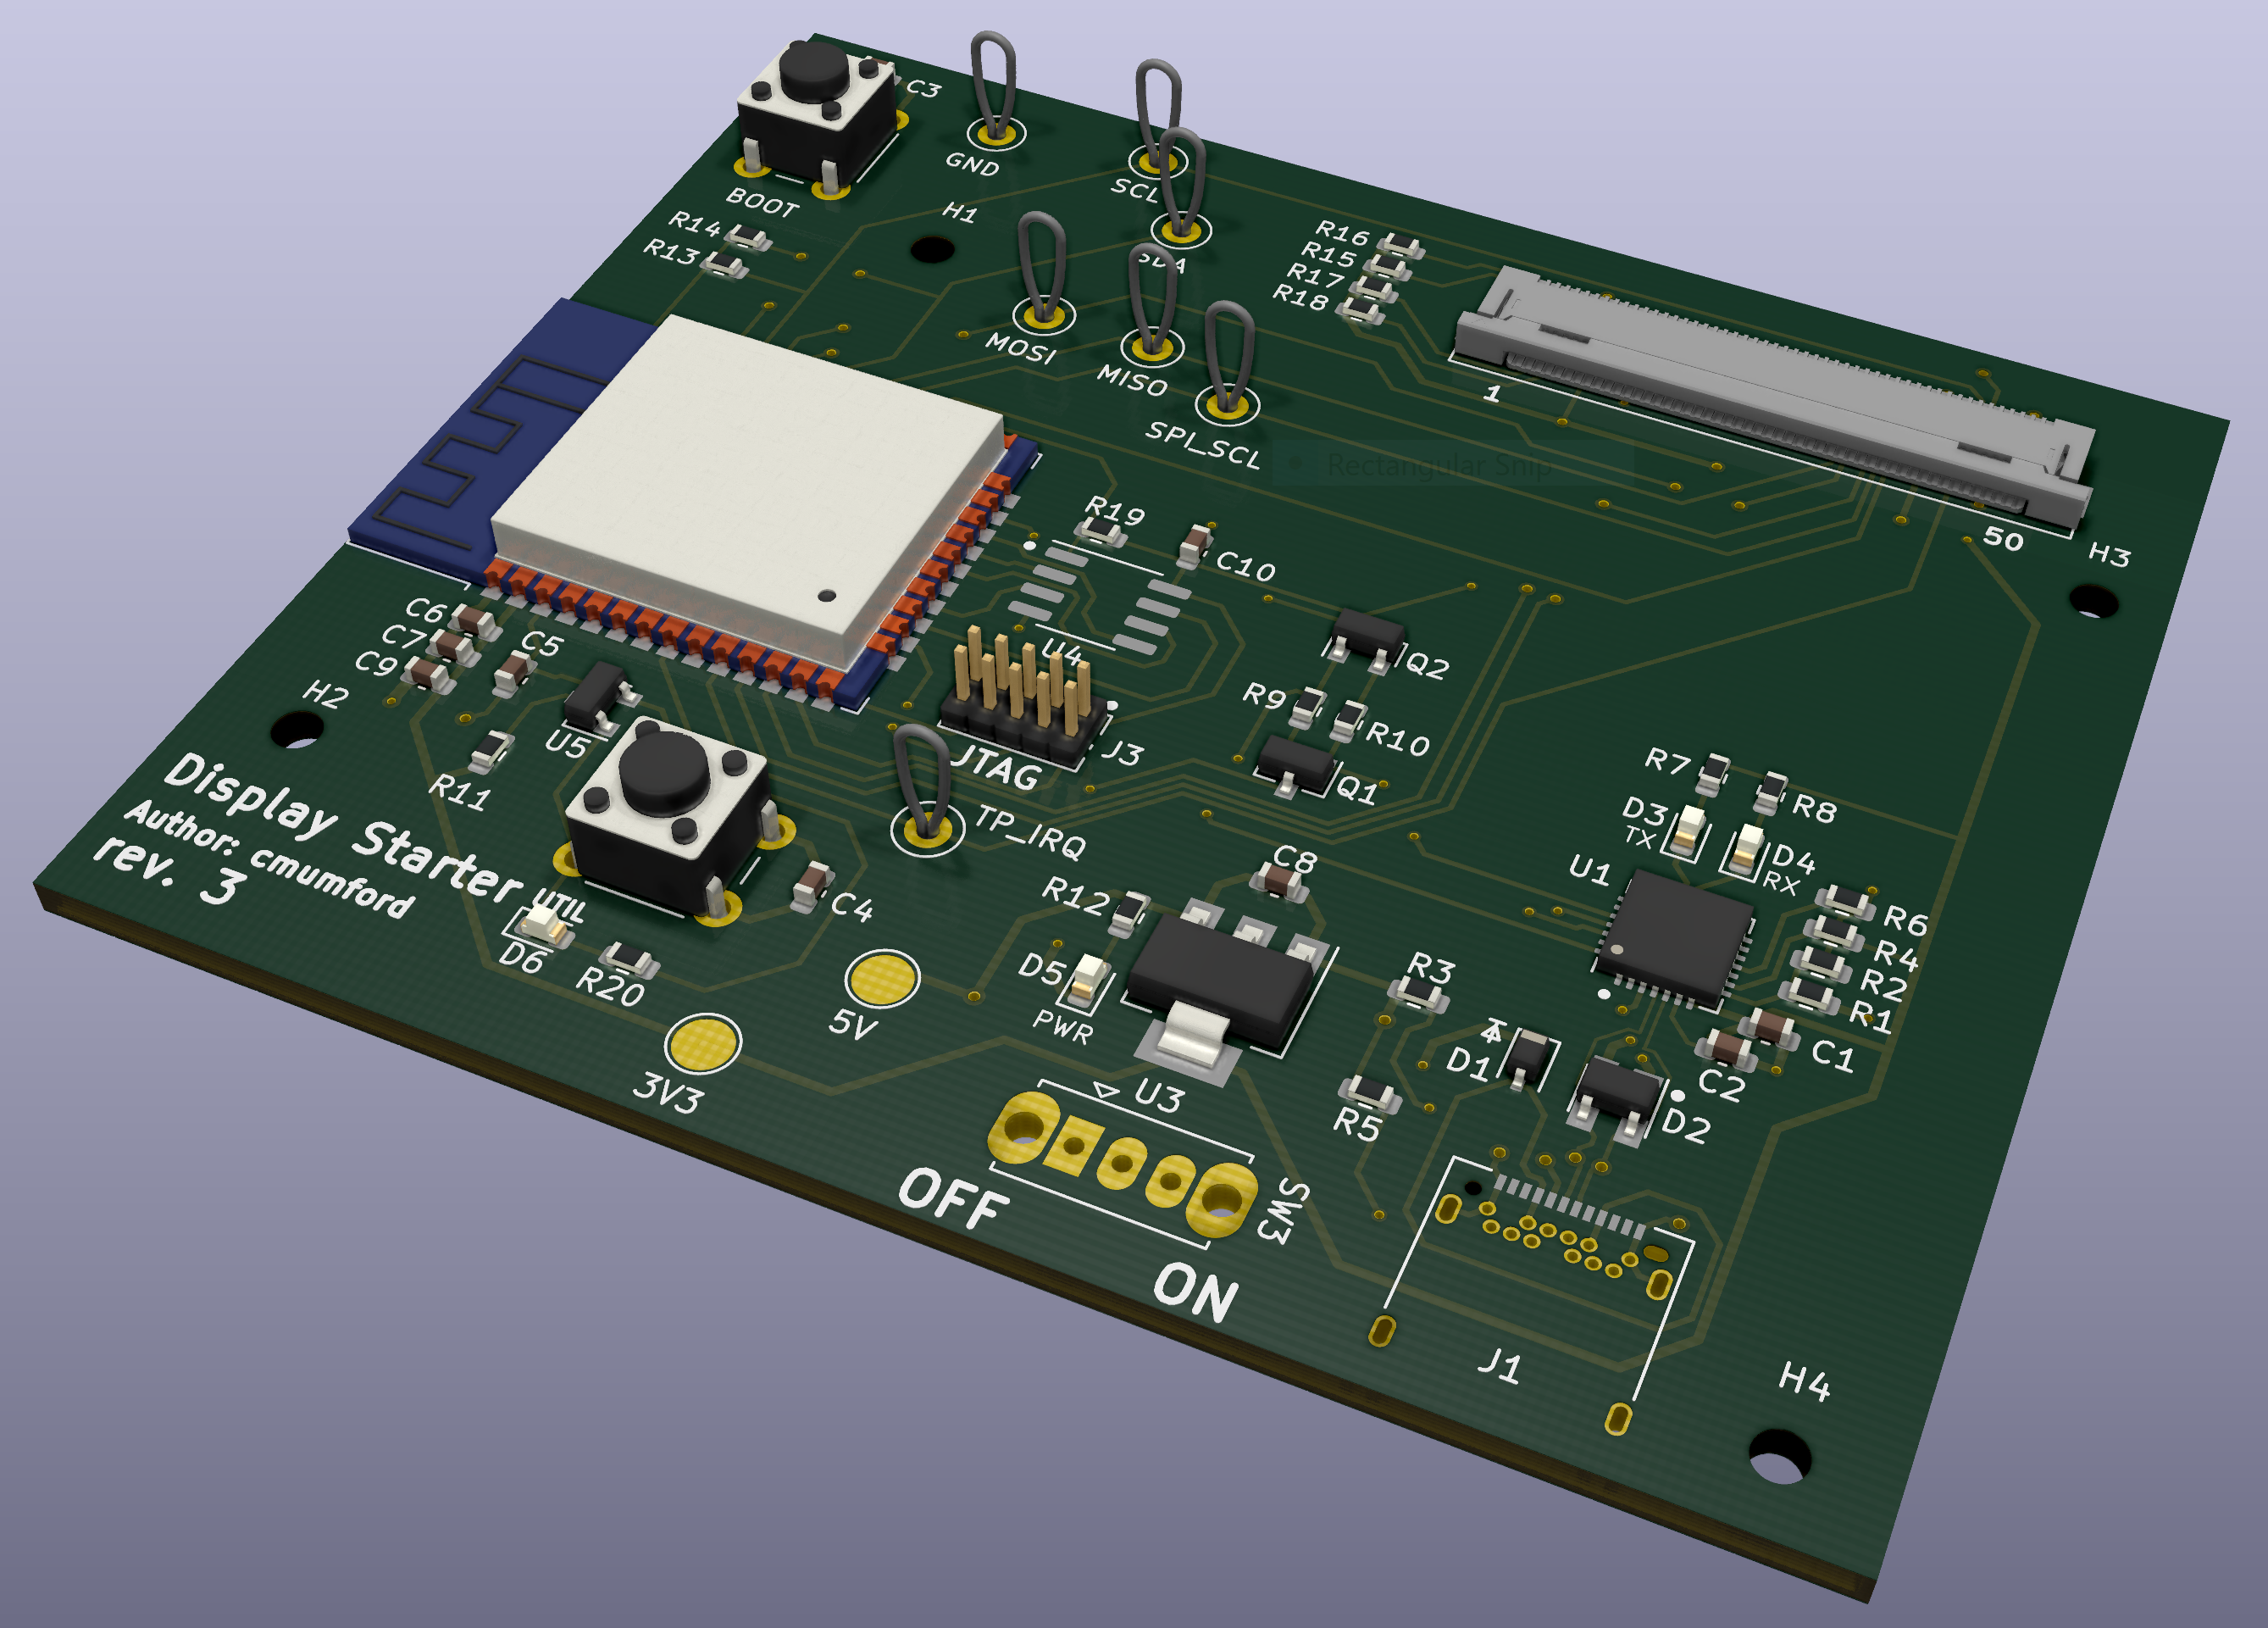 C3
GND
SCL
BOOT
H1
R14
R13
SDA
R16
R15
R17
R18
MOSI
MISO
SPI_SCL
1
50
H3
Rectangular Snip
R19
C10
U4
C6
C7
C9
C5
H2
U5
R11
JTAG
J3
Q2
R9
R10
Q1
TP_IRQ
Display Starter
Author: cmumford
rev. 3
UTIL
D6
R20
C4
5V
3V3
R12
C8
D5
PWR
U3
R7
R8
D3
TX
D4
RX
U1
R6
R4
R2
R1
C1
C2
R3
R5
D1
D2
OFF
ON
SW3
J1
H4